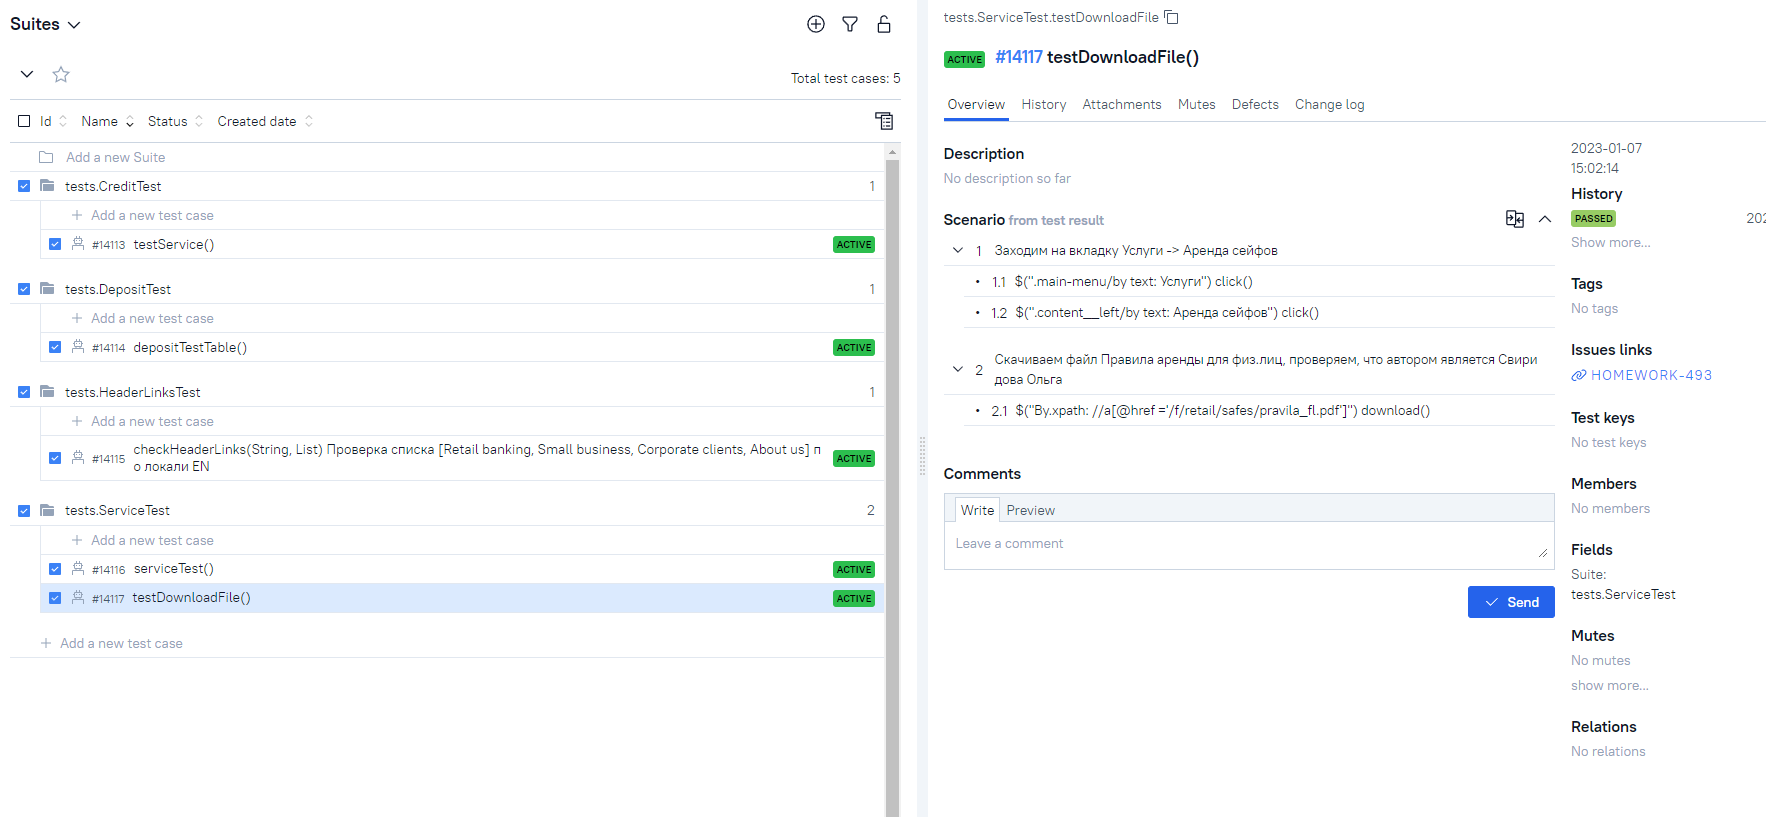 Suites
Total test cases: 5
Id Name Status Created date
Add a new Suite
tests.CreditTest 1
Add a new test case
#14113 testService() ACTIVE
tests.DepositTest 1
Add a new test case
#14114 depositTestTable() ACTIVE
tests.HeaderLinksTest 1
Add a new test case
#14115 checkHeaderLinks(String, List) Проверка списка [Retail banking, Small business, Corporate clients, About us] п
о локали EN
ACTIVE
tests.ServiceTest 2
Add a new test case
#14116 serviceTest() ACTIVE
#14117 testDownloadFile() ACTIVE
Add a new test case
tests.ServiceTest.testDownloadFile
ACTIVE #14117 testDownloadFile()
Overview History Attachments Mutes Defects Change log
Description
No description so far
Scenario from test result
1 Заходим на вкладку Услуги -> Аренда сейфов
1.1 $(".main-menu/by text: Услуги") click()
1.2 $(".content__left/by text: Аренда сейфов") click()
2 Скачиваем файл Правила аренды для физ.лиц, проверяем, что автором является Свири
дова Ольга
2.1 $("By.xpath: //a[@href ='/f/retail/safes/pravila_fl.pdf']") download()
Comments
Write Preview
Leave a comment
Send
2023-01-07
15:02:14
History
PASSED 202
Show more...
Tags
No tags
Issues links
HOMEWORK-493
Test keys
No test keys
Members
No members
Fields
Suite:
tests.ServiceTest
Mutes
No mutes
show more...
Relations
No relations